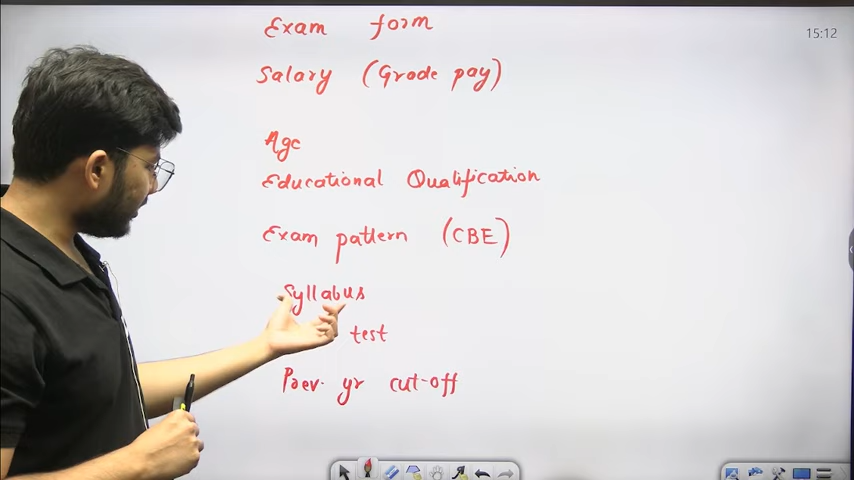 15:12
Exam form
Salary (Grade pay)
Age
Educational Qualification
Exam pattern (CBE)
Syllabus
test
Prev. yr cut-off